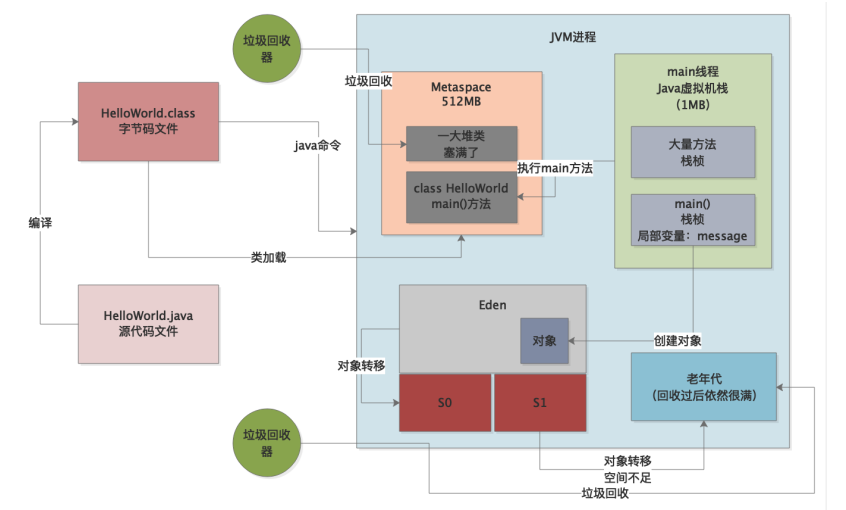 垃圾回收
器
JVM进程
垃圾回收
Metaspace
512MB
main线程
Java虚拟机栈
（1MB）
HelloWorld.class
字节码文件
一大堆类
塞满了
java命令
大量方法
栈桢
执行main方法
class HelloWorld
main()方法
main()
栈桢
局部变量：message
编译
类加载
HelloWorld.java
源代码文件
Eden
对象
创建对象
对象转移
老年代
（回收过后依然很满）
S0
S1
垃圾回收
器
对象转移
空间不足
垃圾回收